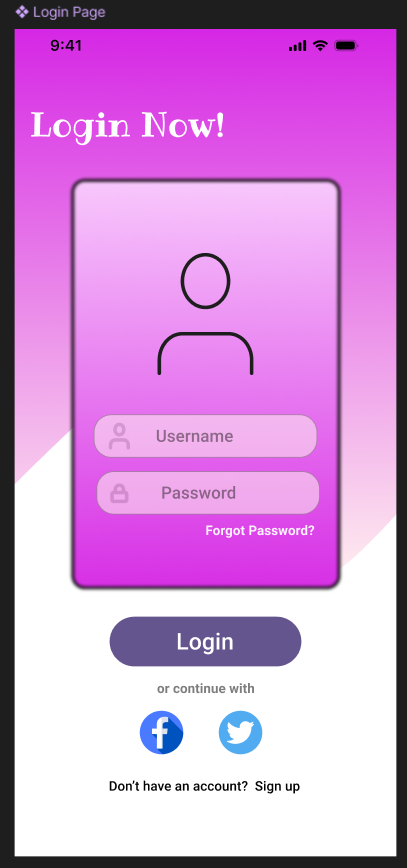 Login Page
9:41
Login Now!
Username
Password
Forgot Password?
Login
or continue with
Don’t have an account?  Sign up